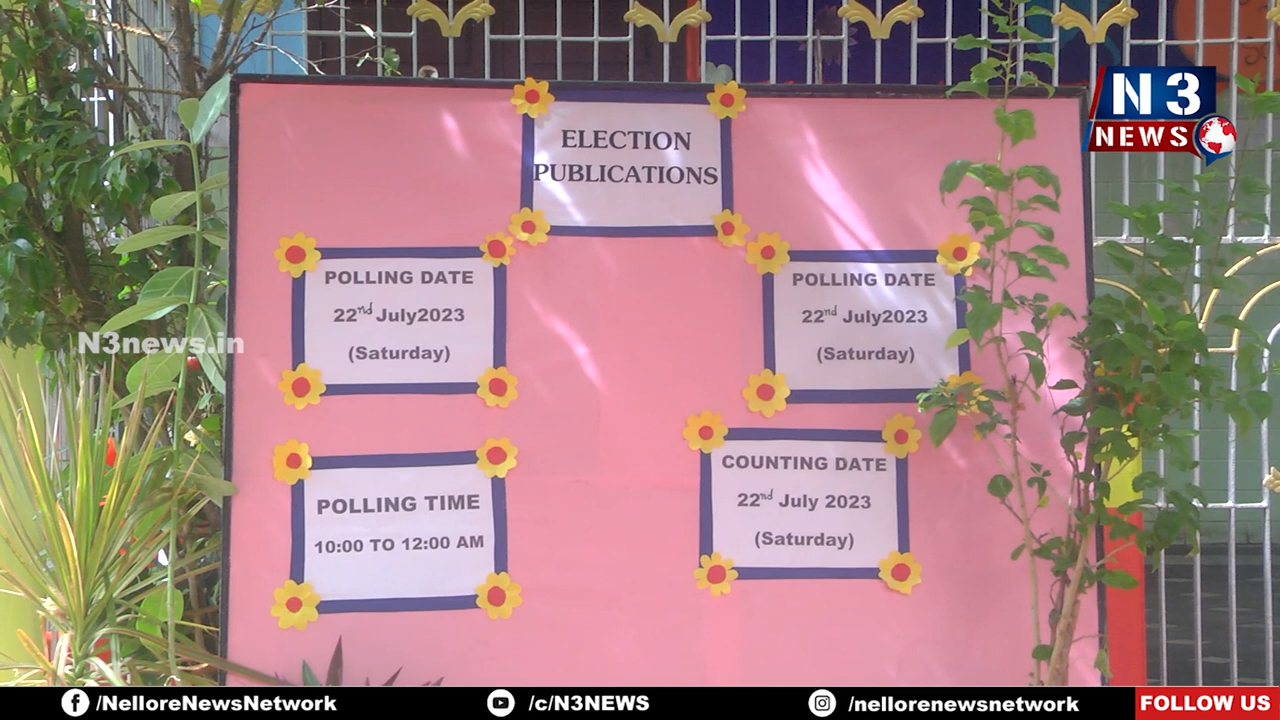 ELECTION
PUBLICATIONS
N3
NEWS
POLLING DATE
22nd July2023
(Saturday)
POLLING DATE
22nd July2023
(Saturday)
N3news.in
POLLING TIME
10:00 TO 12:00 AM
COUNTING DATE
22nd July 2023
(Saturday)
/NelloreNewsNetwork
/c/N3NEWS
/nellorenewsnetwork
FOLLOW US